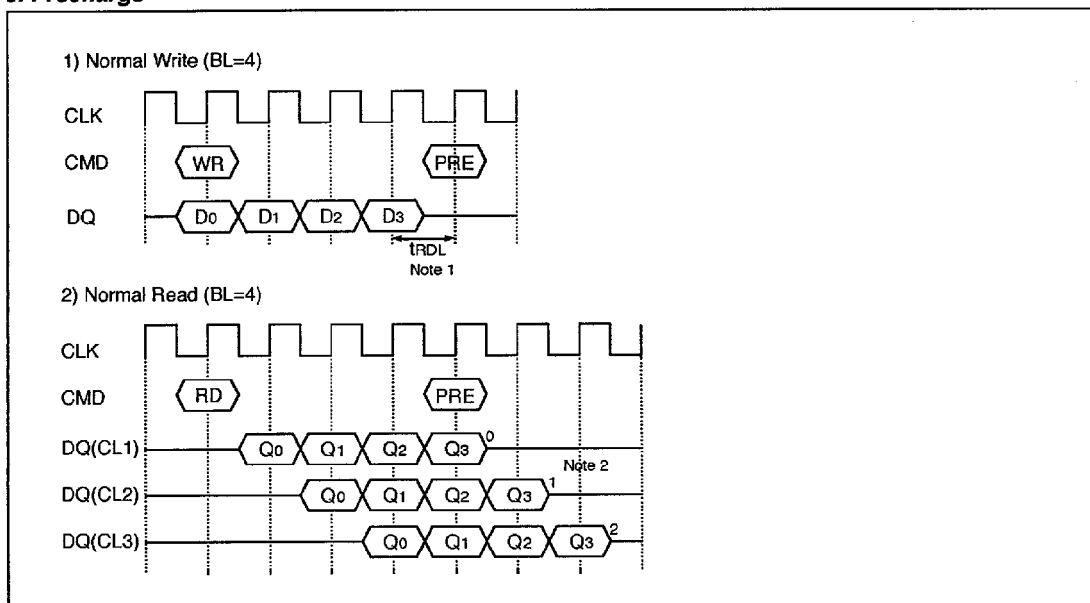 1) Normal Write (BL=4)
CLK
CMD WR PRE
DQ D0 D1 D2 D3
tRDL
Note 1
2) Normal Read (BL=4)
CLK
CMD RD PRE
DQ(CL1) Q0 Q1 Q2 Q3 0
Note 2
DQ(CL2) Q0 Q1 Q2 Q3 1
DQ(CL3) Q0 Q1 Q2 Q3 2